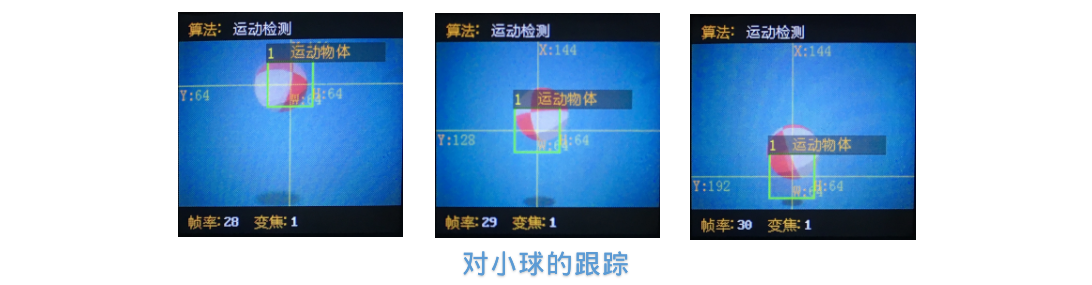 算法: 运动检测
1 运动物体
Y:64
H:64
W:64
帧率:28 变焦:1
算法: 运动检测
X:144
1 运动物体
Y:128
H:64
W:64
帧率:29 变焦:1
算法: 运动检测
X:144
1 运动物体
Y:192
H:64
W:64
帧率:30 变焦:1
对小球的跟踪